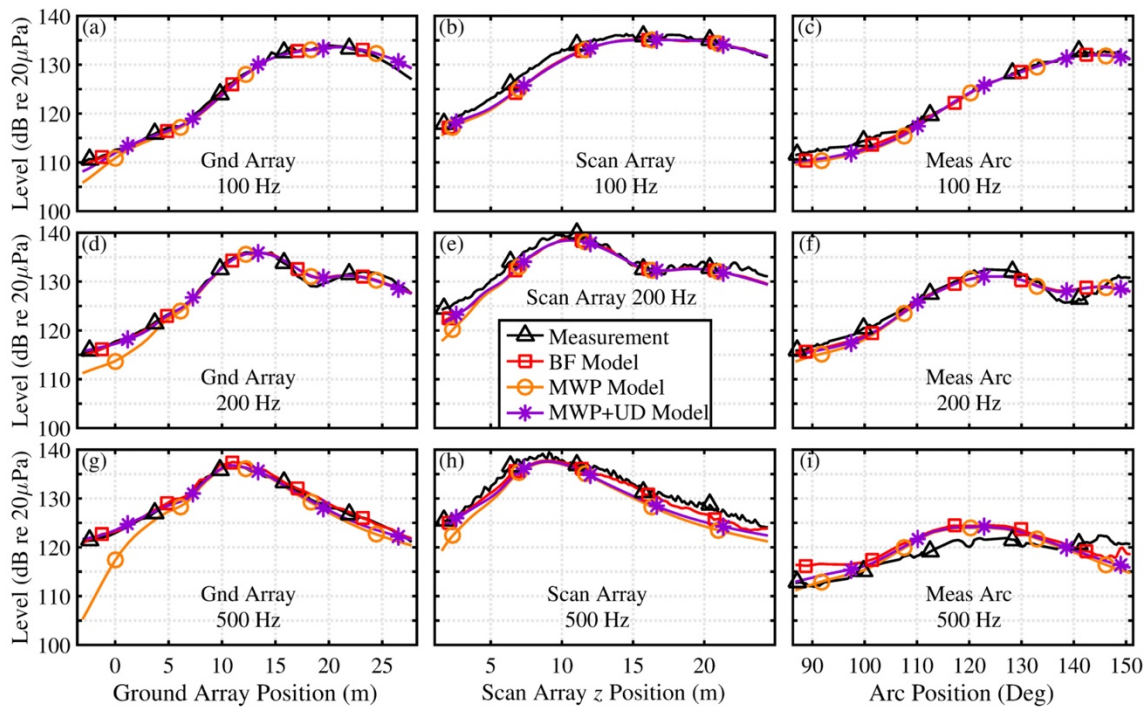 (a)
(b)
(c)
Level (dB re 20μPa)
140
130
120
110
100
Gnd Array
100 Hz
Scan Array
100 Hz
Meas Arc
100 Hz
(d)
(e)
(f)
Level (dB re 20μPa)
140
130
120
110
100
Gnd Array
200 Hz
Scan Array 200 Hz
Measurement
BF Model
MWP Model
MWP+UD Model
Meas Arc
200 Hz
(g)
(h)
(i)
Level (dB re 20μPa)
140
130
120
110
100
Gnd Array
500 Hz
Scan Array
500 Hz
Meas Arc
500 Hz
0 5 10 15 20 25
5 10 15 20
90 100 110 120 130 140 150
Ground Array Position (m)
Scan Array z Position (m)
Arc Position (Deg)